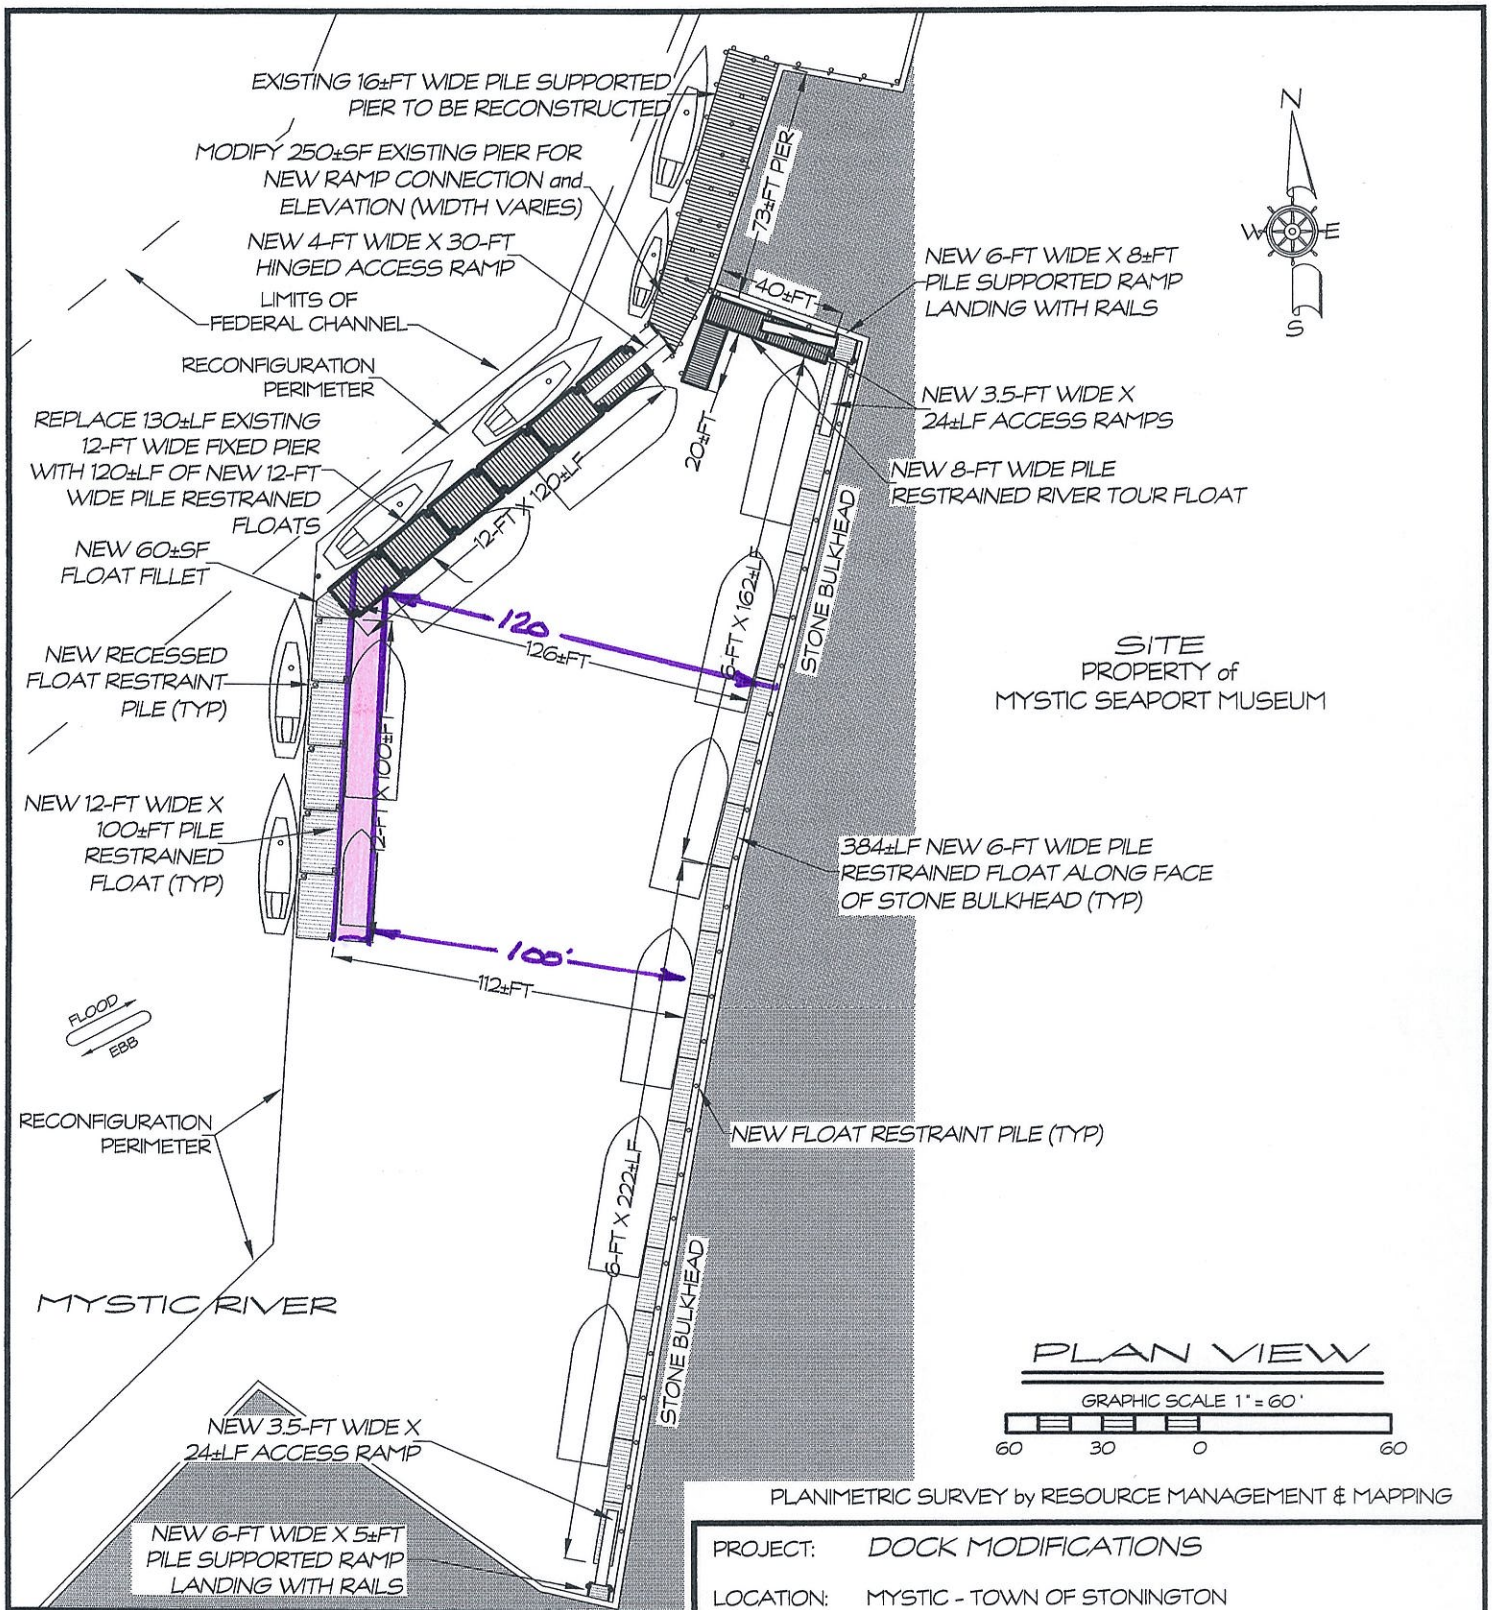 EXISTING 16±FT WIDE PILE SUPPORTED
PIER TO BE RECONSTRUCTED
MODIFY 250±SF EXISTING PIER FOR
NEW RAMP CONNECTION and
ELEVATION (WIDTH VARIES)
NEW 4-FT WIDE X 30-FT
HINGED ACCESS RAMP
LIMITS OF
FEDERAL CHANNEL
RECONFIGURATION
PERIMETER
REPLACE 130±LF EXISTING
12-FT WIDE FIXED PIER
WITH 120±LF OF NEW 12-FT
WIDE PILE RESTRAINED
FLOATS
NEW 60±SF
FLOAT FILLET
NEW RECESSED
FLOAT RESTRAINT
PILE (TYP)
NEW 12-FT WIDE X
100±FT PILE
RESTRAINED
FLOAT (TYP)
FLOOD
EBB
RECONFIGURATION
PERIMETER
MYSTIC RIVER
NEW 3.5-FT WIDE X
24±LF ACCESS RAMP
NEW 6-FT WIDE X 5±FT
PILE SUPPORTED RAMP
LANDING WITH RAILS
73±FT PIER
40±FT
20±FT
12-FT X 120±LF
120
126±FT
12-FT X 100±FT
100'
112±FT
6-FT X 162±LF
STONE BULKHEAD
6-FT X 222±LF
STONE BULKHEAD
N
W E
S
NEW 6-FT WIDE X 8±FT
PILE SUPPORTED RAMP
LANDING WITH RAILS
NEW 3.5-FT WIDE X
24±LF ACCESS RAMPS
NEW 8-FT WIDE PILE
RESTRAINED RIVER TOUR FLOAT
SITE
PROPERTY of
MYSTIC SEAPORT MUSEUM
384±LF NEW 6-FT WIDE PILE
RESTRAINED FLOAT ALONG FACE
OF STONE BULKHEAD (TYP)
NEW FLOAT RESTRAINT PILE (TYP)
PLAN VIEW
GRAPHIC SCALE 1" = 60'
60 30 0 60
PLANIMETRIC SURVEY by RESOURCE MANAGEMENT & MAPPING
PROJECT: DOCK MODIFICATIONS
LOCATION: MYSTIC - TOWN OF STONINGTON